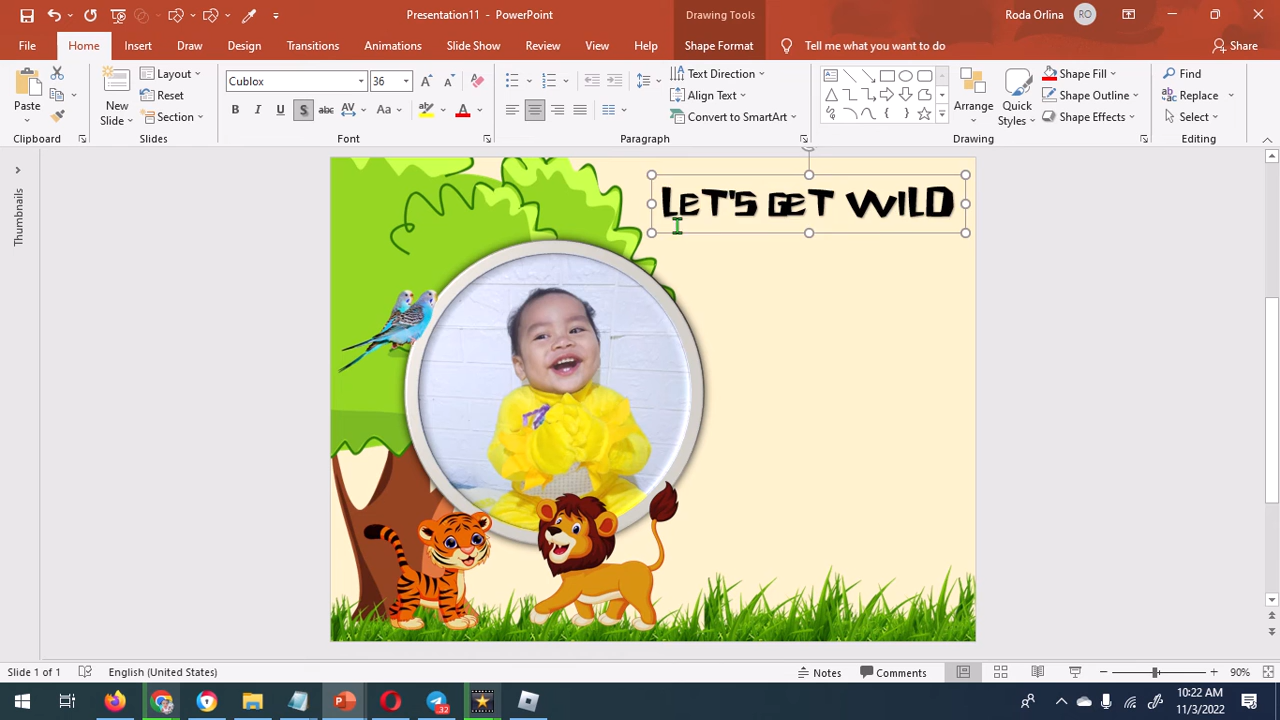 Presentation11 - PowerPoint
Drawing Tools
Roda Orlina
RO
File
Home
Insert
Draw
Design
Transitions
Animations
Slide Show
Review
View
Help
Shape Format
Tell me what you want to do
Share
Paste
New
Slide
Layout
Reset
Section
Cublox
36
B
I
U
S
abc
AV
Aa
A
Text Direction
Align Text
Convert to SmartArt
Arrange
Quick
Styles
Shape Fill
Shape Outline
Shape Effects
Find
Replace
Select
Clipboard
Slides
Font
Paragraph
Drawing
Editing
Thumbnails
LET'S GET WILD
Slide 1 of 1
English (United States)
Notes
Comments
90%
32
10:22 AM
11/3/2022